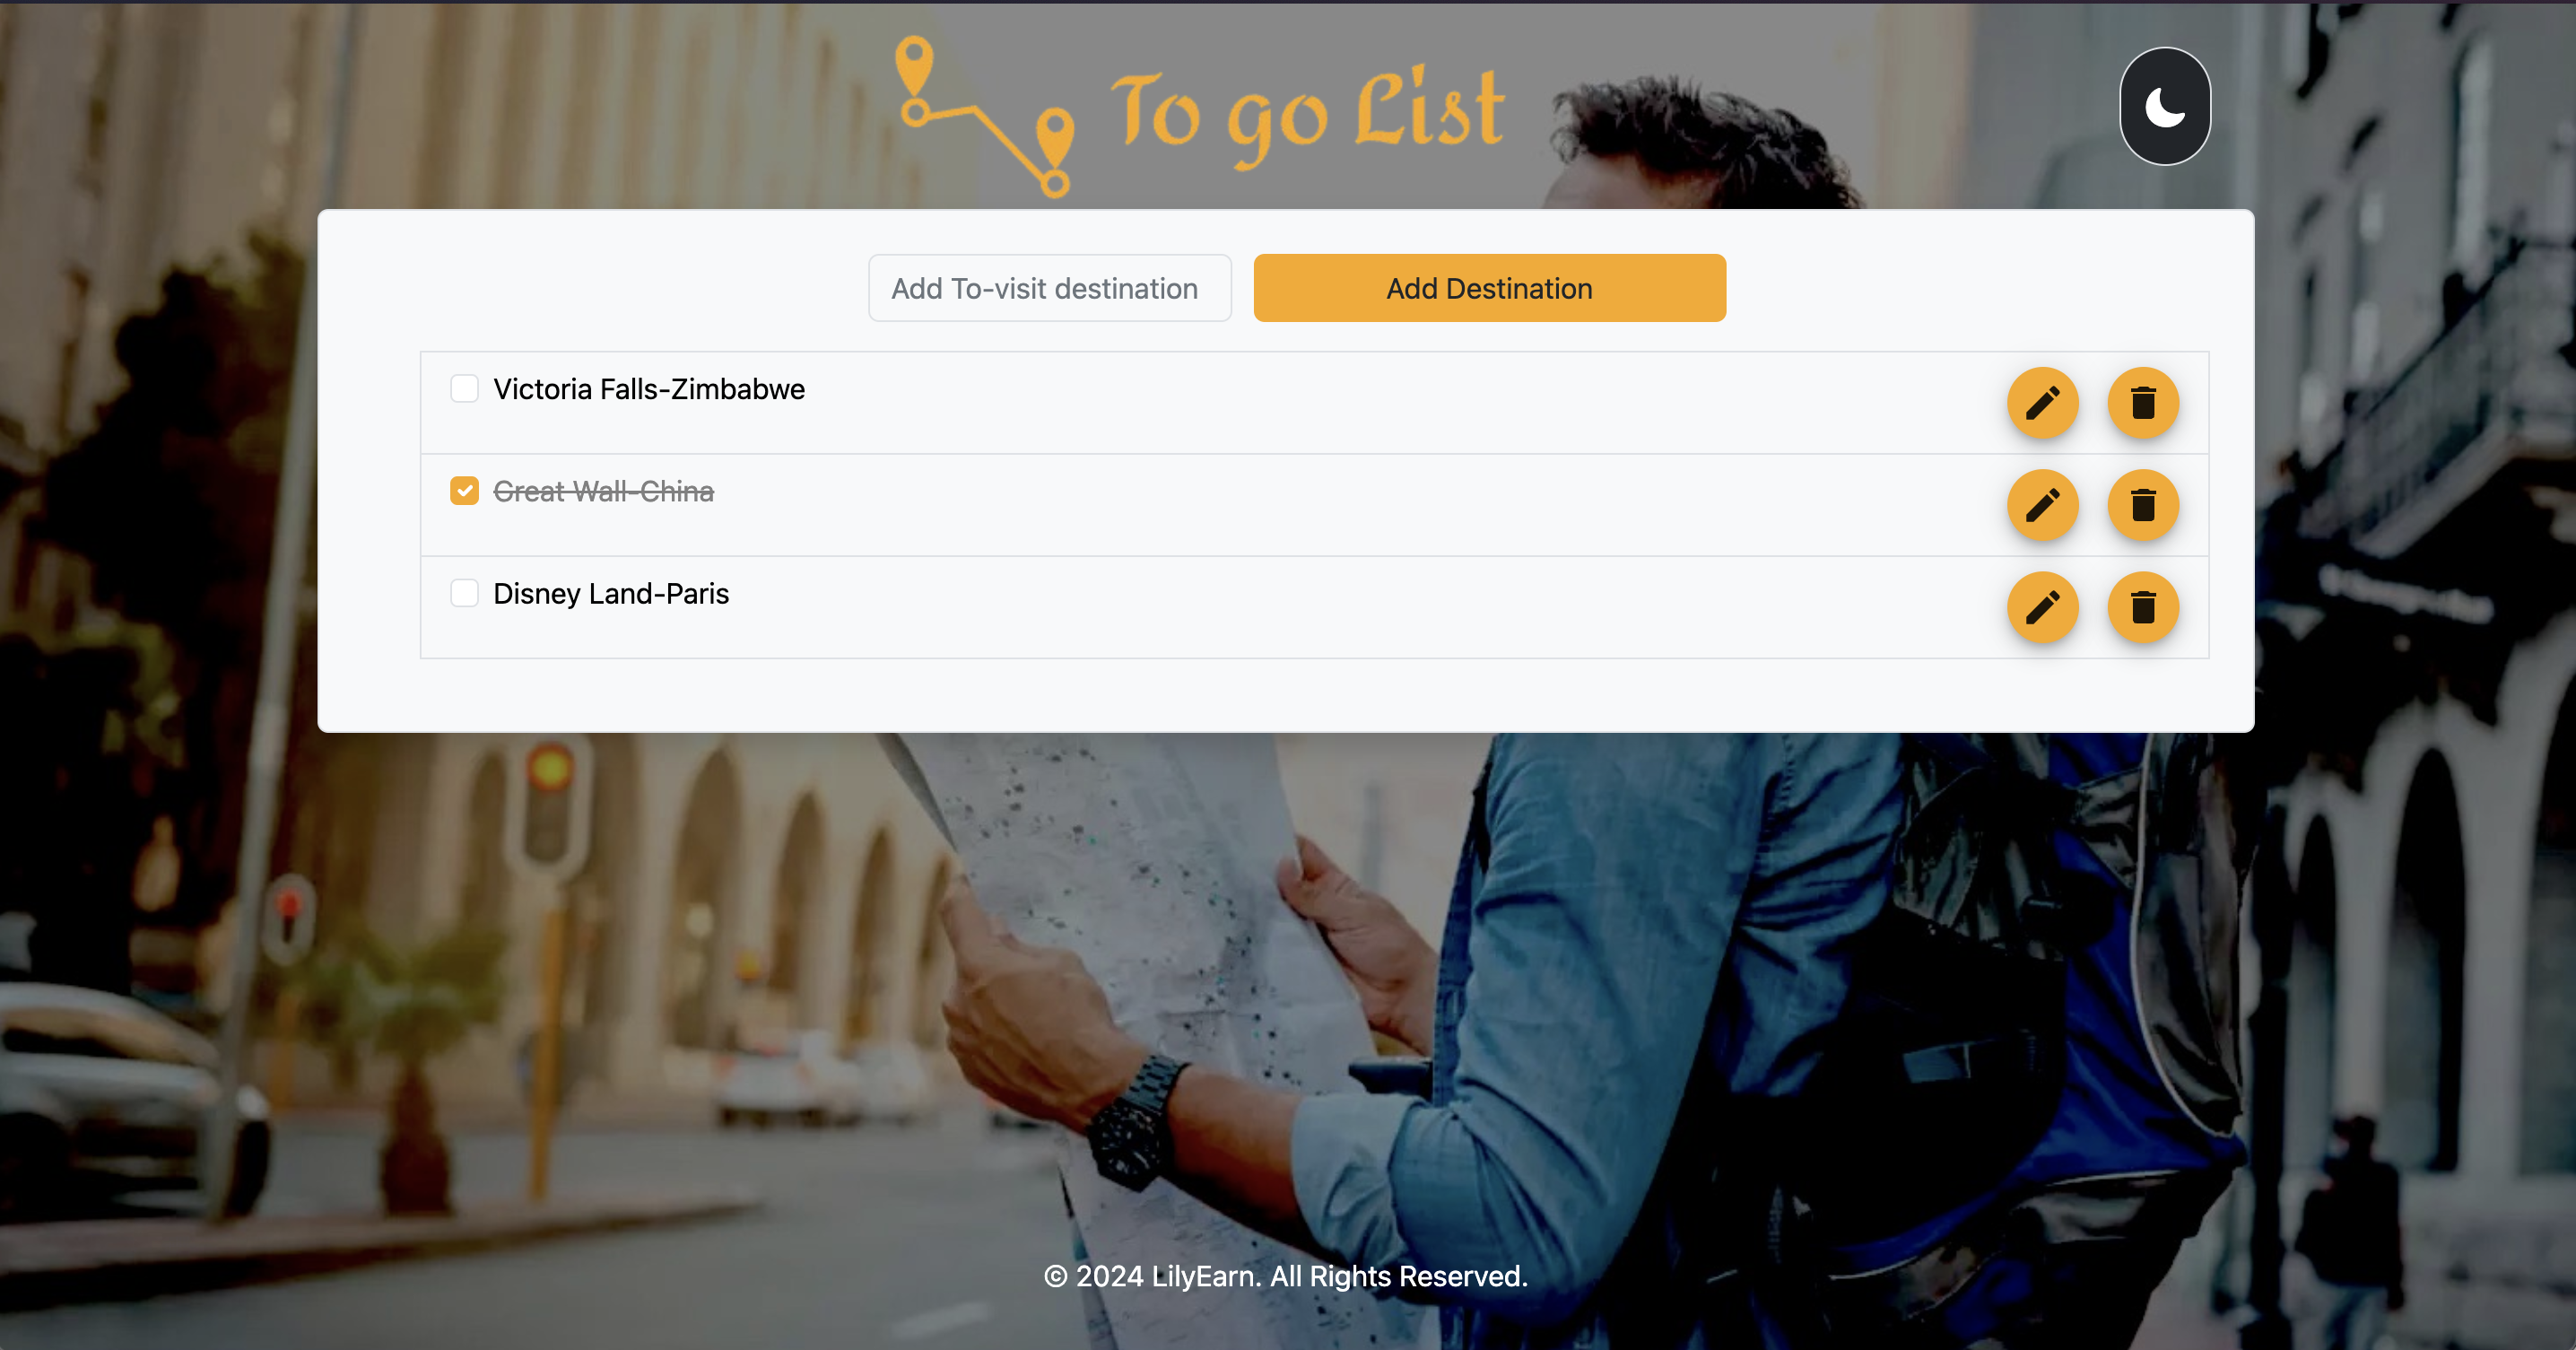 To go List
Add To-visit destination
Add Destination
Victoria Falls-Zimbabwe
Great Wall-China
Disney Land-Paris
© 2024 LilyEarn. All Rights Reserved.